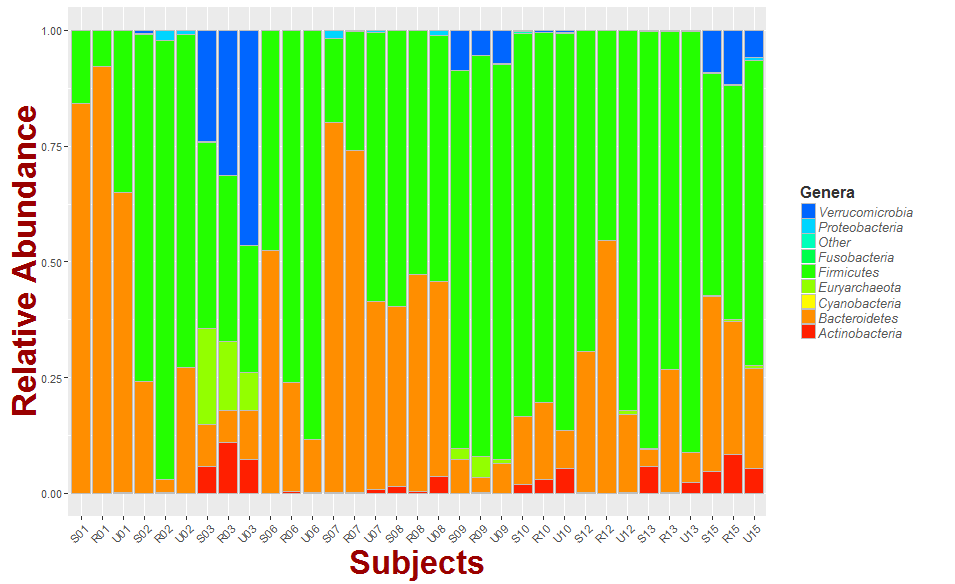 Relative Abundance
1.00
0.75
0.50
0.25
0.00
S01 R01 U01 S02 R02 U02 S03 R03 U03 S06 R06 U06 S07 R07 U07 S08 R08 U08 S09 R09 U09 S10 R10 U10 S12 R12 U12 S13 R13 U13 S15 R15 U15
Subjects
Genera
Verrucomicrobia
Proteobacteria
Other
Fusobacteria
Firmicutes
Euryarchaeota
Cyanobacteria
Bacteroidetes
Actinobacteria